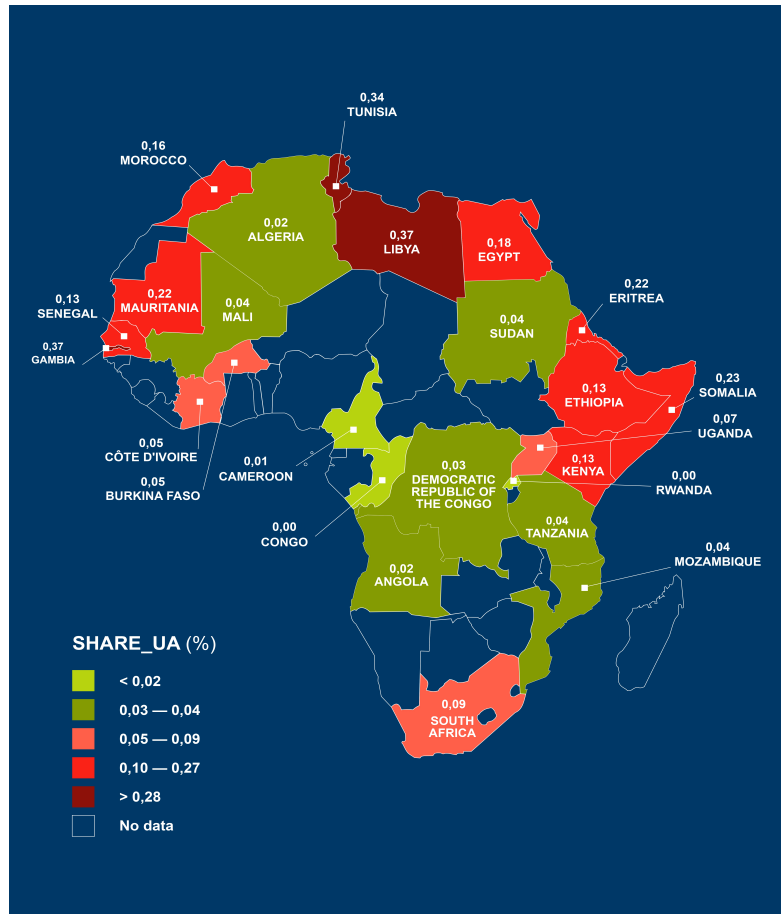 0,34
TUNISIA
0,16
MOROCCO
0,02
ALGERIA
0,37
LIBYA
0,18
EGYPT
0,22
MAURITANIA
0,04
MALI
0,13
SENEGAL
0,37
GAMBIA
0,04
SUDAN
0,22
ERITREA
0,13
ETHIOPIA
0,23
SOMALIA
0,07
UGANDA
0,05
CÔTE D'IVOIRE
0,05
BURKINA FASO
0,01
CAMEROON
0,00
CONGO
0,03
DEMOCRATIC
REPUBLIC OF
THE CONGO
0,13
KENYA
0,00
RWANDA
0,04
TANZANIA
0,04
MOZAMBIQUE
0,02
ANGOLA
0,09
SOUTH
AFRICA
SHARE_UA (%)
< 0,02
0,03 — 0,04
0,05 — 0,09
0,10 — 0,27
> 0,28
No data